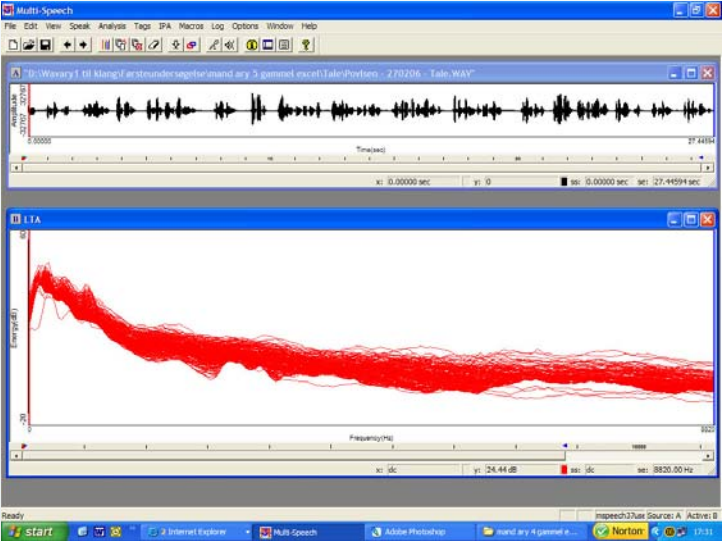 Multi-Speech
File Edit View Speak Analysis Tags IPA Macros Log Options Window Help
A "D:\Wavary1 til klang\Førsteundersøgelse\mand ary 5 gammel excel\Tale\Povlsen - 270206 - Tale.WAV"
Amplitude
-32767 -32767
0.00000 27.44594
Time(sec)
x: 0.00000 sec y: 0 ss: 0.00000 sec se: 27.44594 sec
B LTA
60
Energy(dB)
-20
0 8820
Frequency(Hz)
10000
x: dc y: 24.44 dB ss: dc se: 8820.00 Hz
Ready Source: A Active: B
start 2 Internet Explorer Multi-Speech Adobe Photoshop mand ary 4 gammel e... Norton 17:31